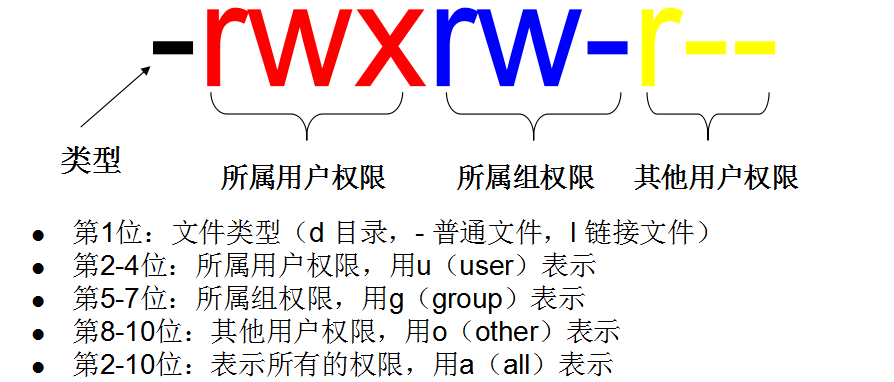 -rwxrw-r--
类型
所属用户权限 所属组权限 其他用户权限
● 第1位：文件类型（d 目录，- 普通文件，l 链接文件）
● 第2-4位：所属用户权限，用u（user）表示
● 第5-7位：所属组权限，用g（group）表示
● 第8-10位：其他用户权限，用o（other）表示
● 第2-10位：表示所有的权限，用a（all）表示